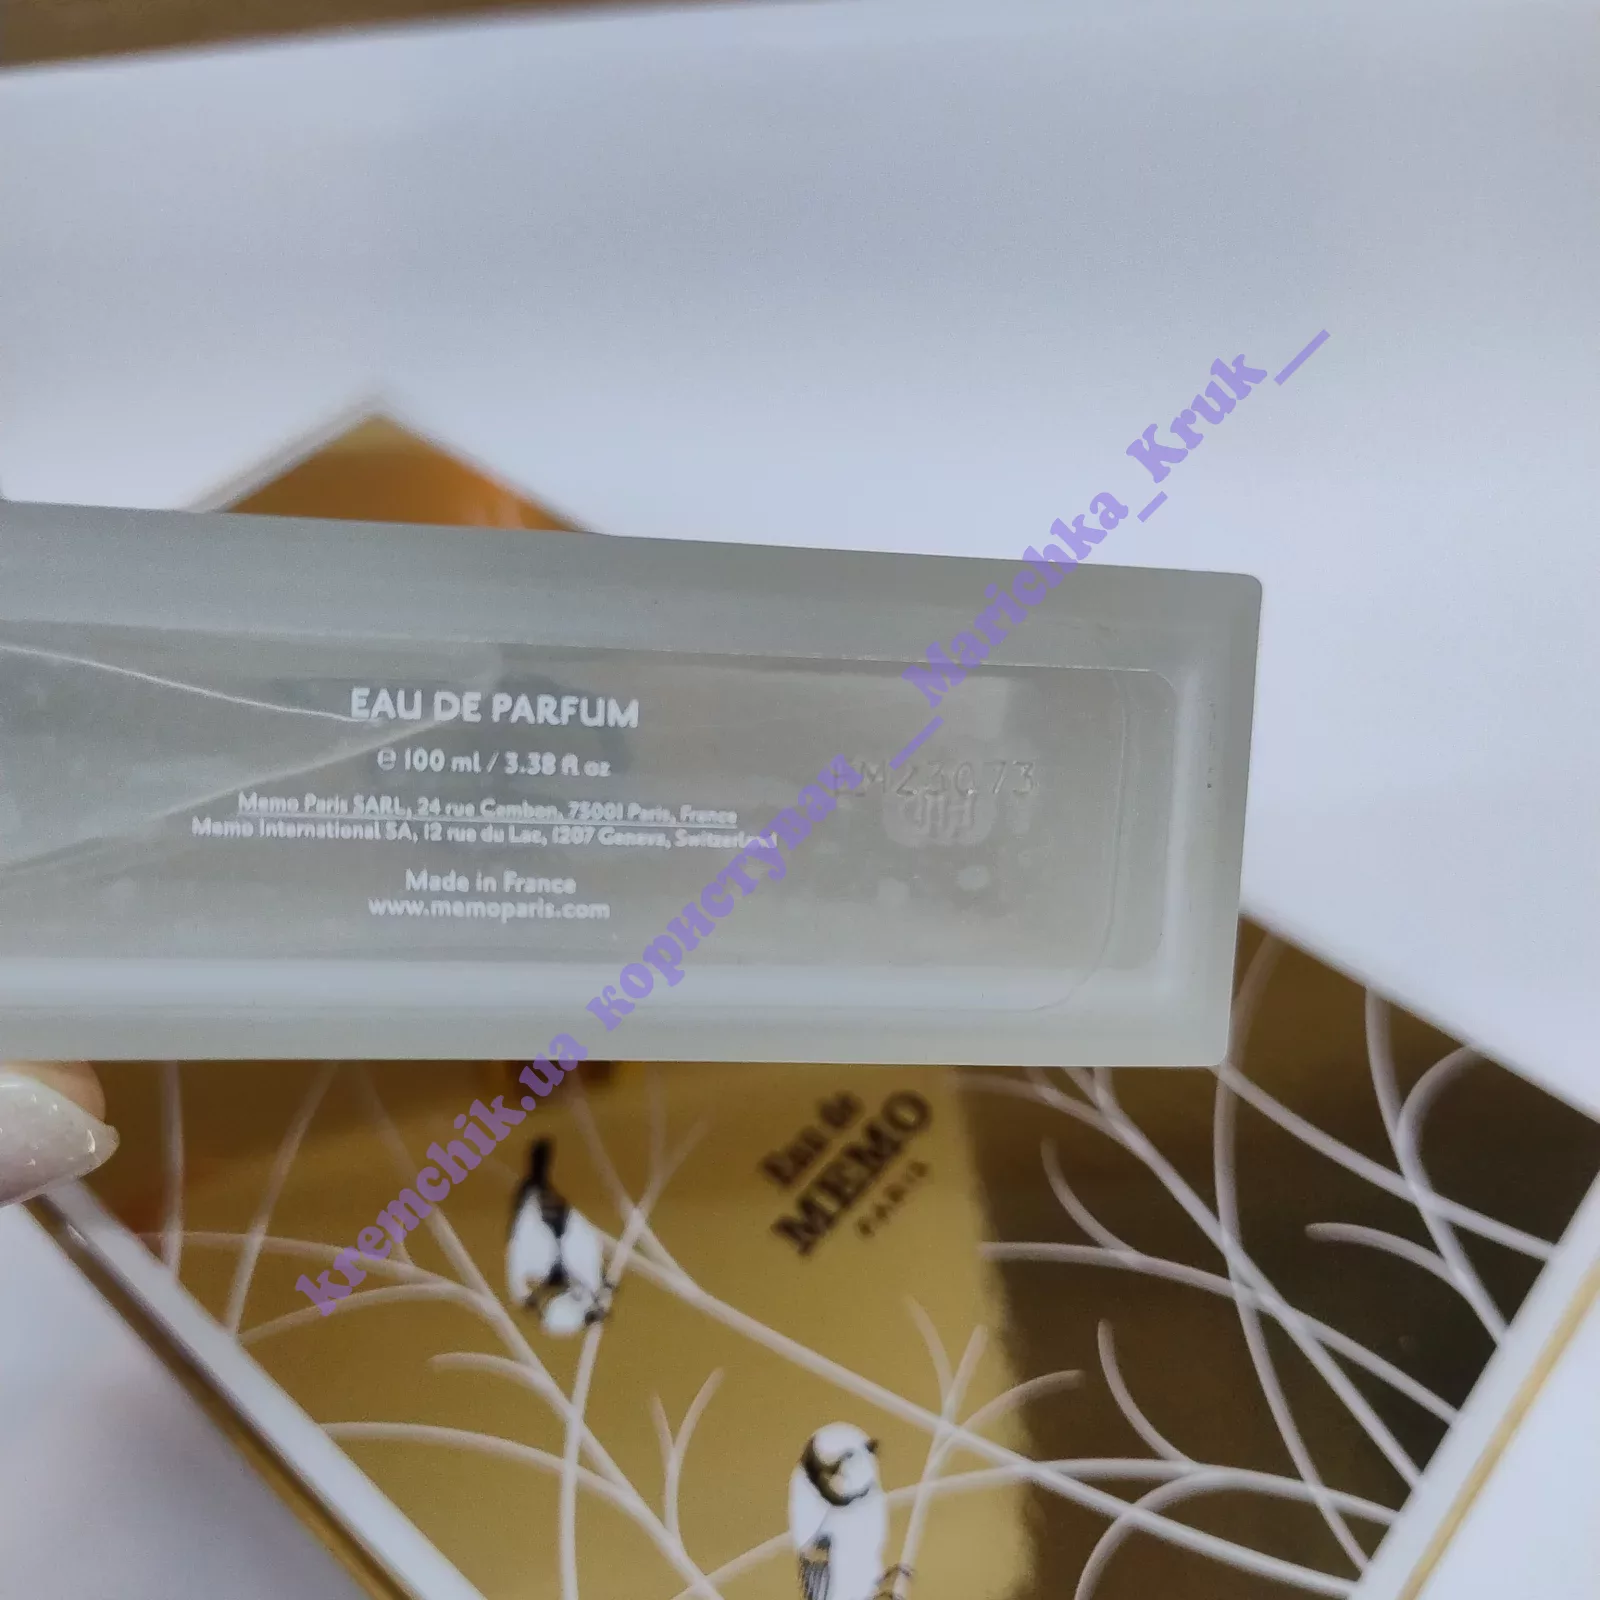 EAU DE PARFUM
℮ 100 ml / 3.38 fl oz
Memo Paris SARL, 24 rue Cambon, 75001 Paris, France
Memo International SA, 12 rue du Lac, 1207 Geneva, Switzerland
Made in France
www.memoparis.com
kremchik.ua користувач __Marichka_Kruk__
Eau de
MEMO
PARIS